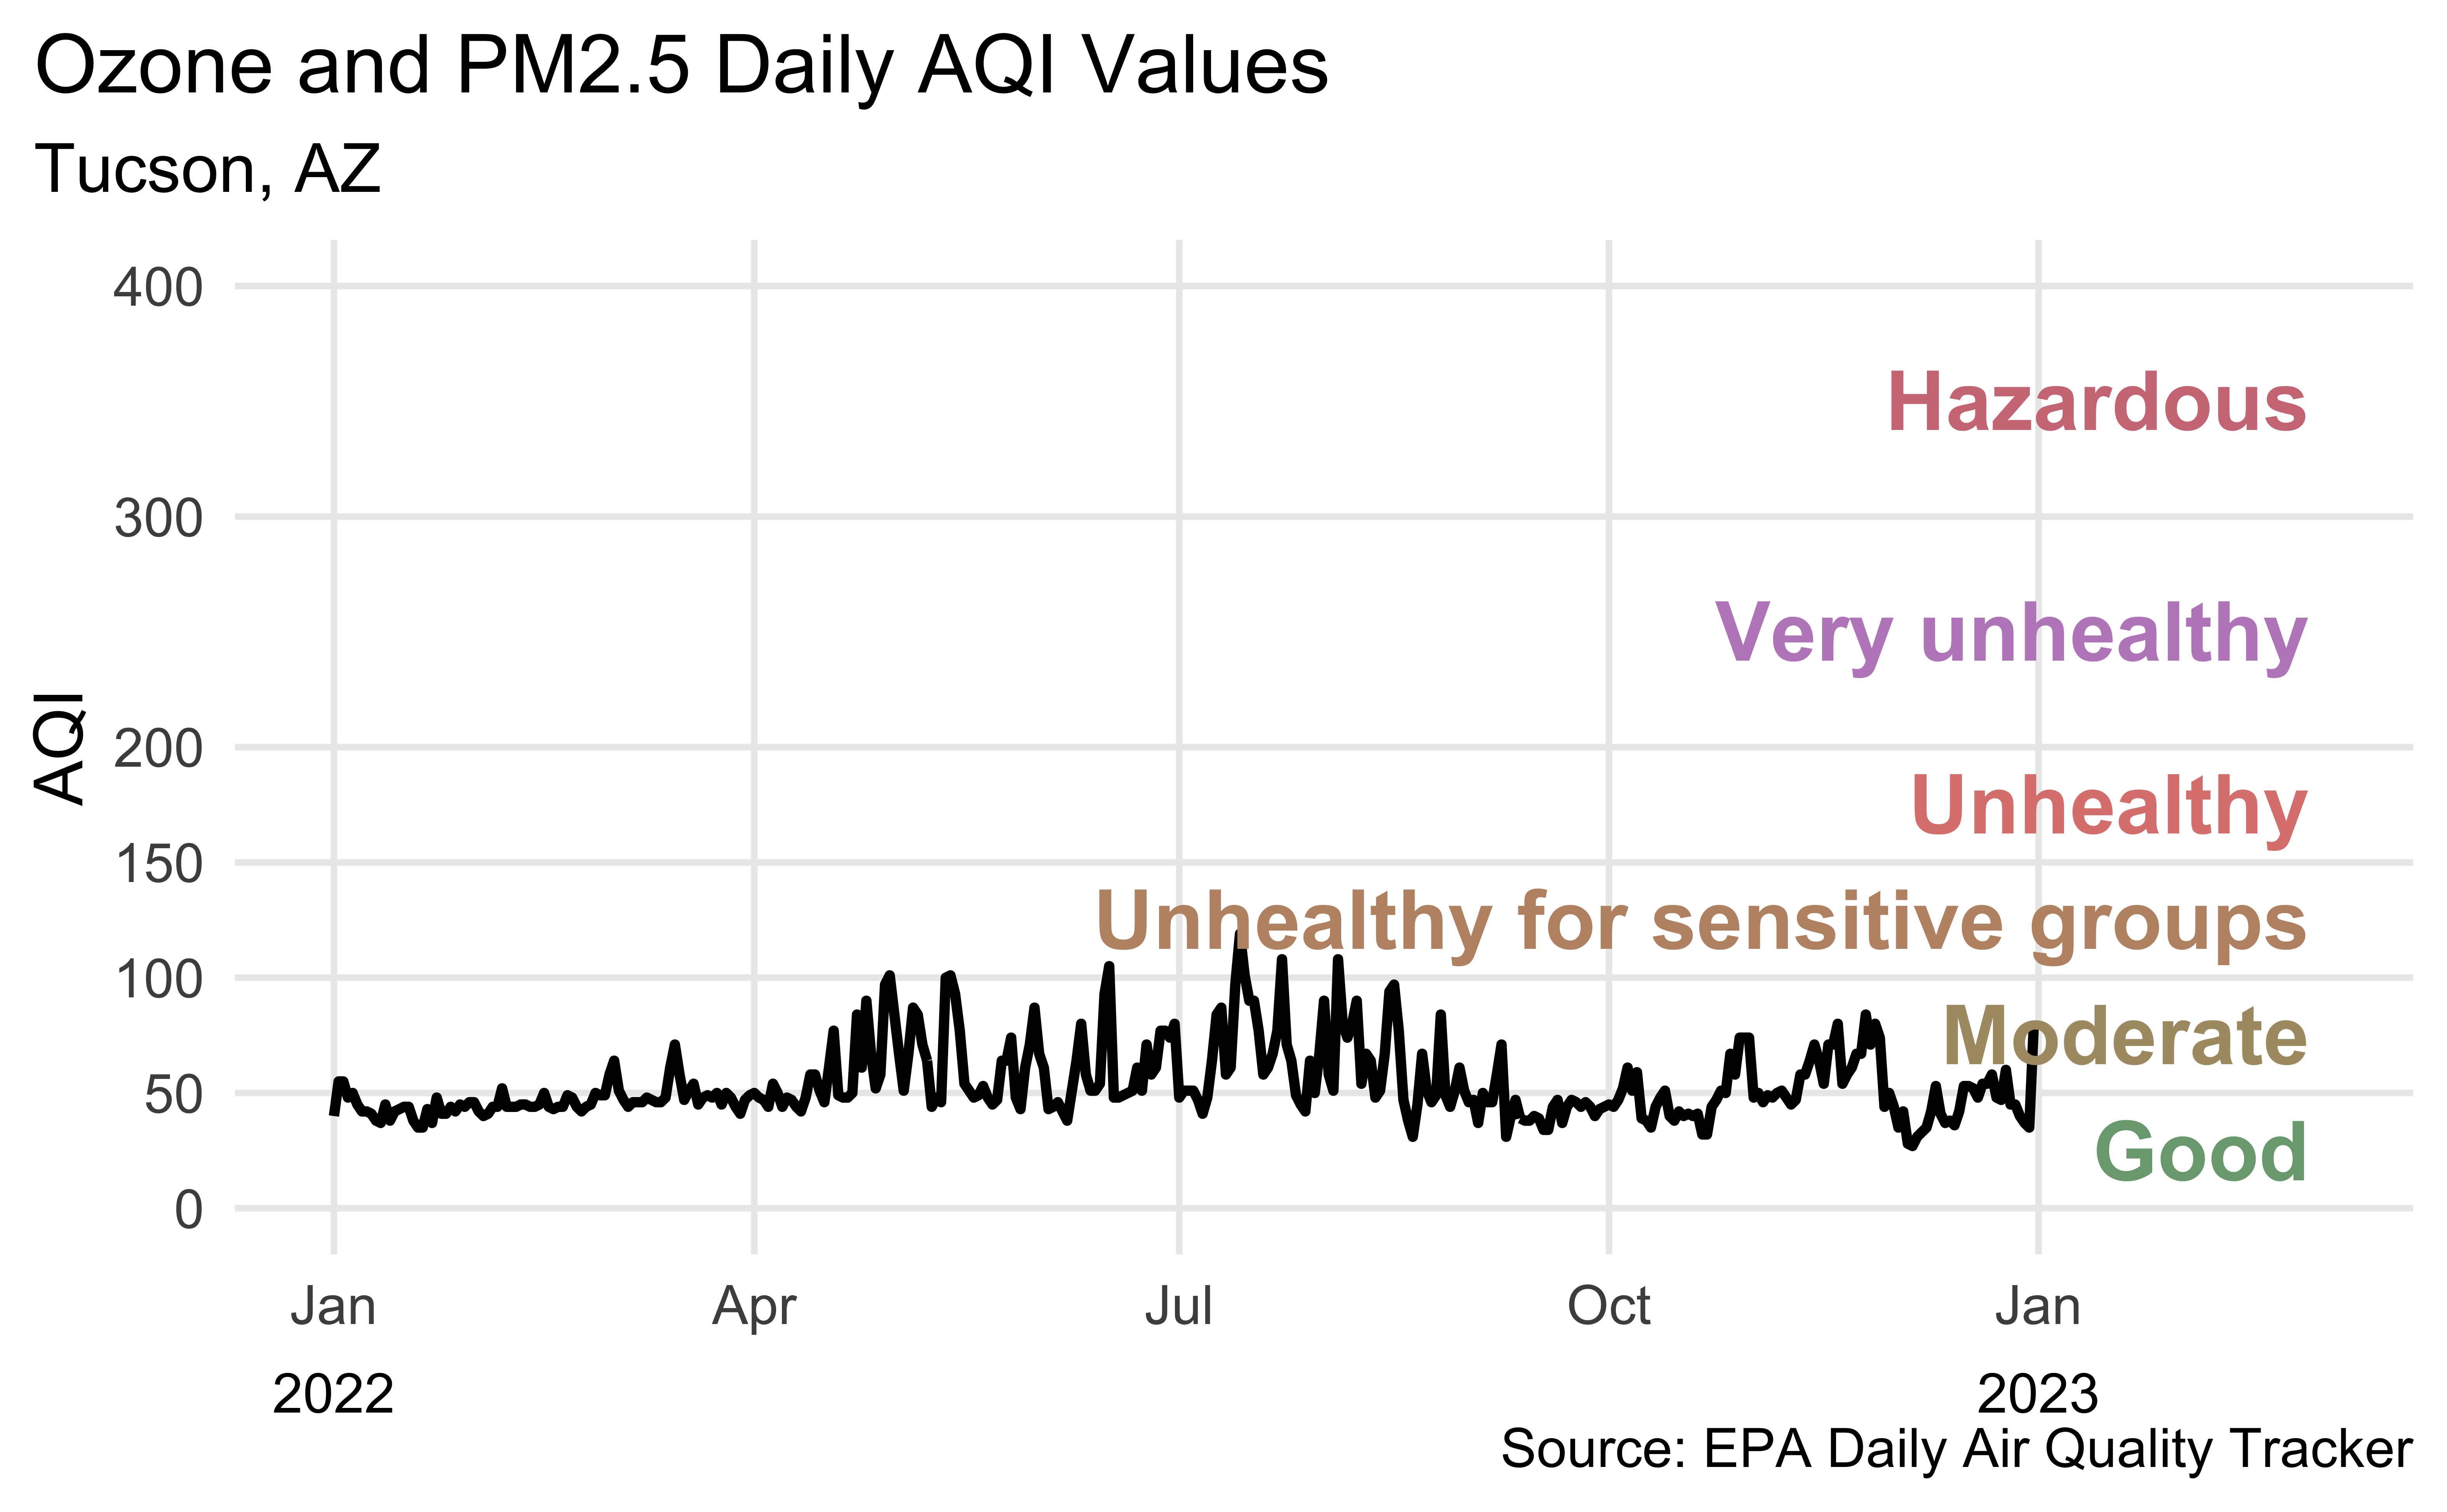 Ozone and PM2.5 Daily AQI Values
Tucson, AZ
400
Hazardous
300
Very unhealthy
AQI
200
Unhealthy
150
Unhealthy for sensitive groups
100
Moderate
50
Good
0
Jan Apr Jul Oct Jan
2022 2023
Source: EPA Daily Air Quality Tracker